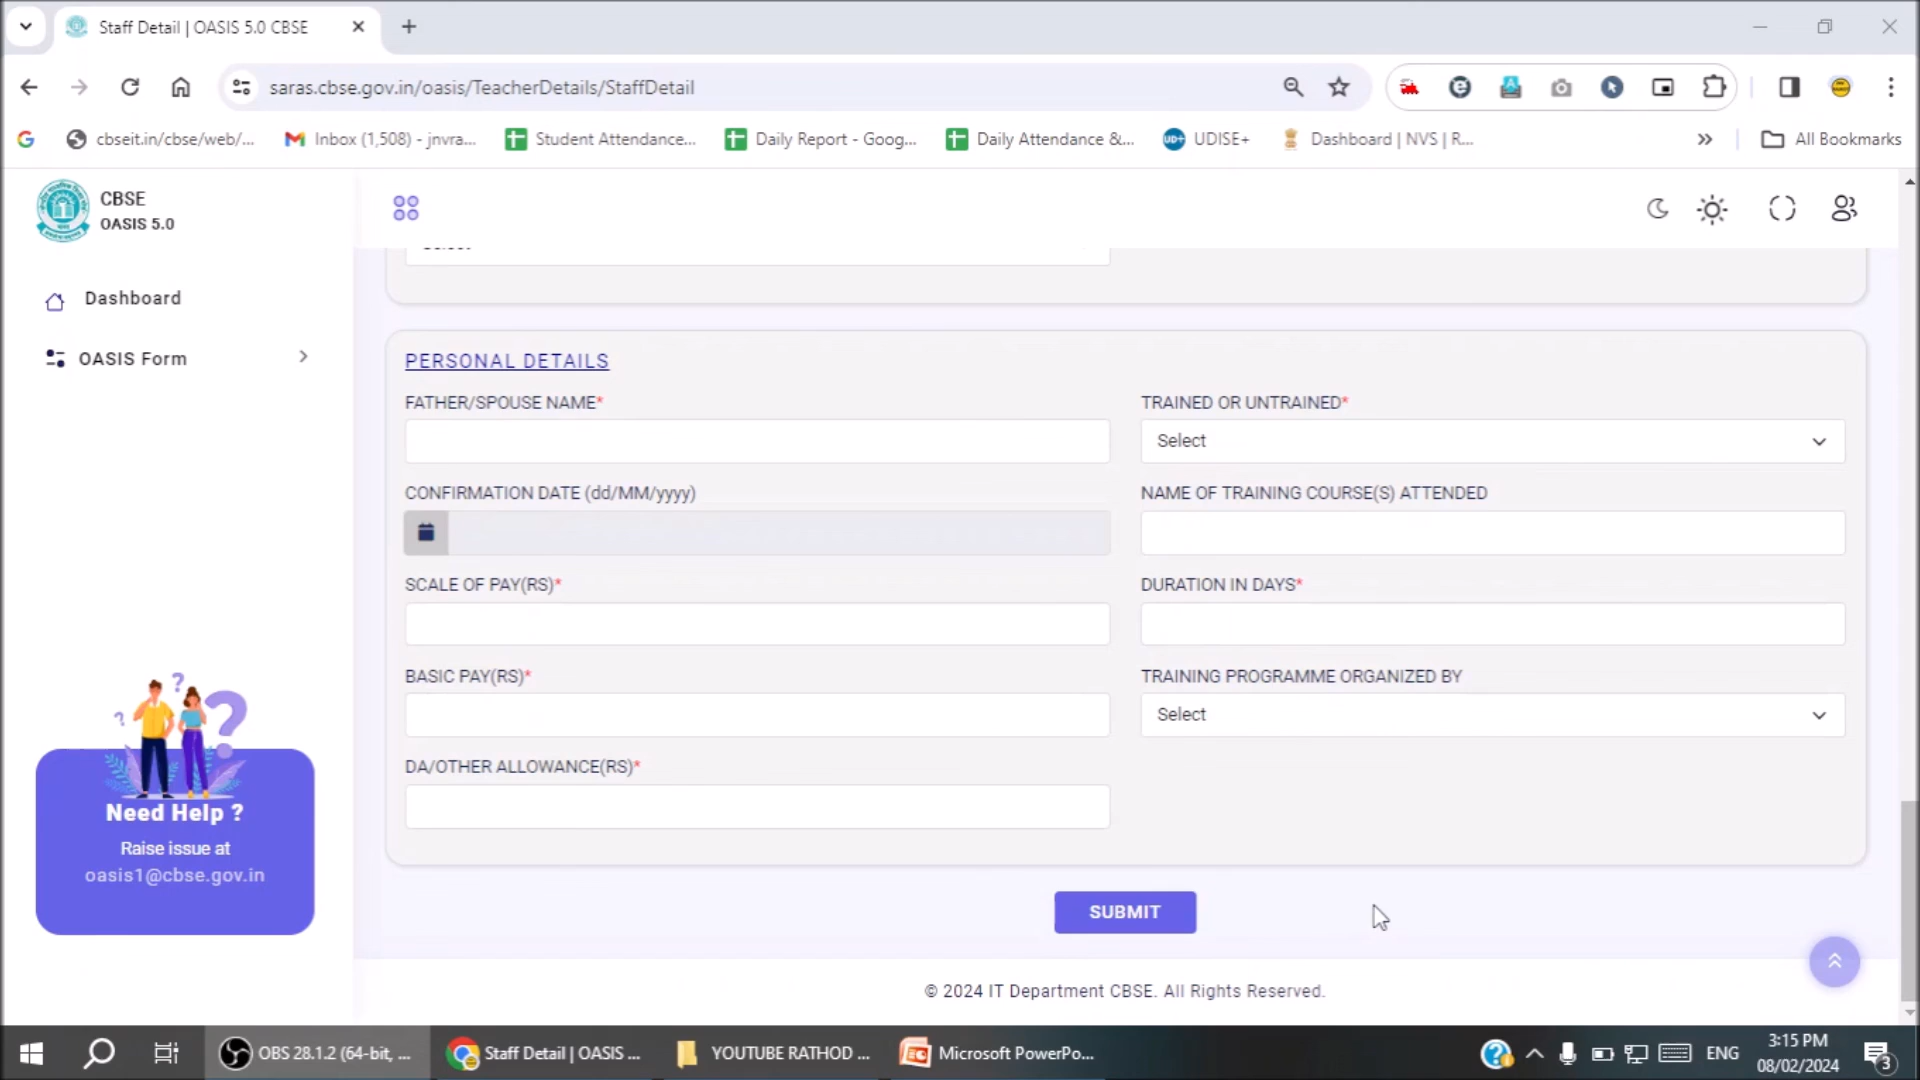 Staff Detail | OASIS 5.0 CBSE
saras.cbse.gov.in/oasis/TeacherDetails/StaffDetail
cbseit.in/cbse/web/...
Inbox (1,508) - jnvra...
Student Attendance...
Daily Report - Goog...
Daily Attendance &...
UD+
UDISE+
Dashboard | NVS | R...
All Bookmarks
CBSE
OASIS 5.0
Dashboard
OASIS Form
PERSONAL DETAILS
FATHER/SPOUSE NAME*
TRAINED OR UNTRAINED*
Select
CONFIRMATION DATE (dd/MM/yyyy)
NAME OF TRAINING COURSE(S) ATTENDED
SCALE OF PAY(RS)*
DURATION IN DAYS*
BASIC PAY(RS)*
TRAINING PROGRAMME ORGANIZED BY
Select
DA/OTHER ALLOWANCE(RS)*
Need Help ?
Raise issue at
oasis1@cbse.gov.in
SUBMIT
© 2024 IT Department CBSE. All Rights Reserved.
OBS 28.1.2 (64-bit, ...
Staff Detail | OASIS ...
YOUTUBE RATHOD ...
Microsoft PowerPo...
ENG
3:15 PM
08/02/2024
3